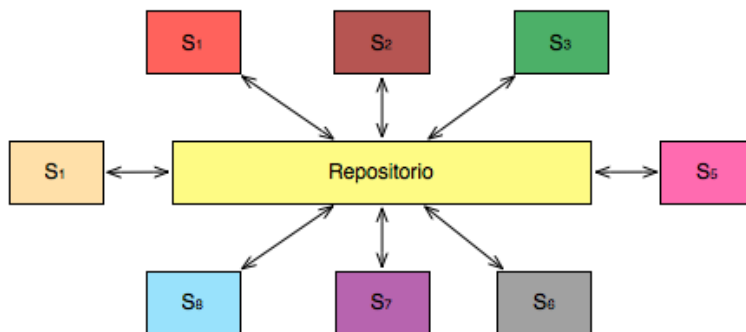 S₁
S₂
S₃
S₁
Repositorio
S₅
S₈
S₇
S₆